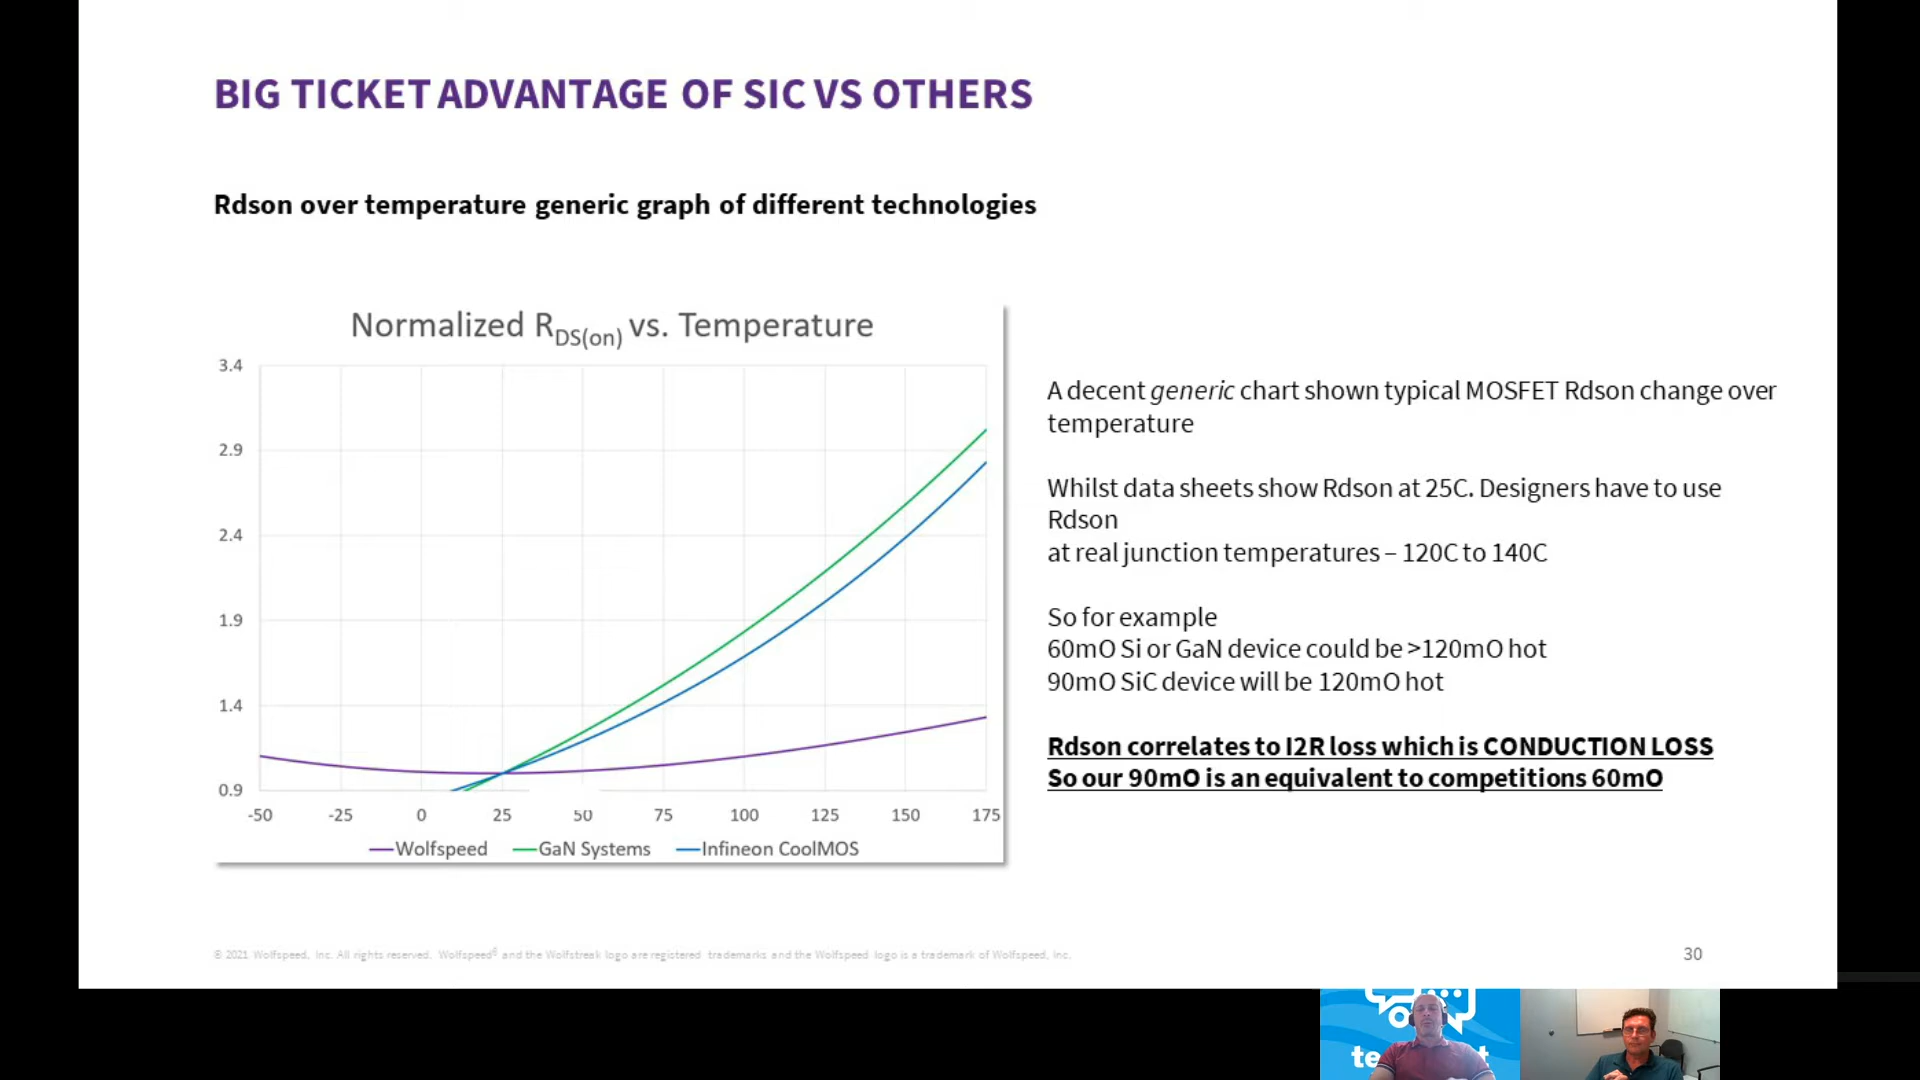 BIG TICKET ADVANTAGE OF SIC VS OTHERS
Rdson over temperature generic graph of different technologies
Normalized RDS(on) vs. Temperature
3.4
2.9
2.4
1.9
1.4
0.9
-50 -25 0 25 50 75 100 125 150 175
Wolfspeed GaN Systems Infineon CoolMOS
A decent generic chart shown typical MOSFET Rdson change over
temperature
Whilst data sheets show Rdson at 25C. Designers have to use
Rdson
at real junction temperatures – 120C to 140C
So for example
60mO Si or GaN device could be >120mO hot
90mO SiC device will be 120mO hot
Rdson correlates to I2R loss which is CONDUCTION LOSS
So our 90mO is an equivalent to competitions 60mO
© 2021 Wolfspeed, Inc. All rights reserved. Wolfspeed® and the Wolfstreak logo are registered trademarks and the Wolfspeed logo is a trademark of Wolfspeed, Inc.
30
te t